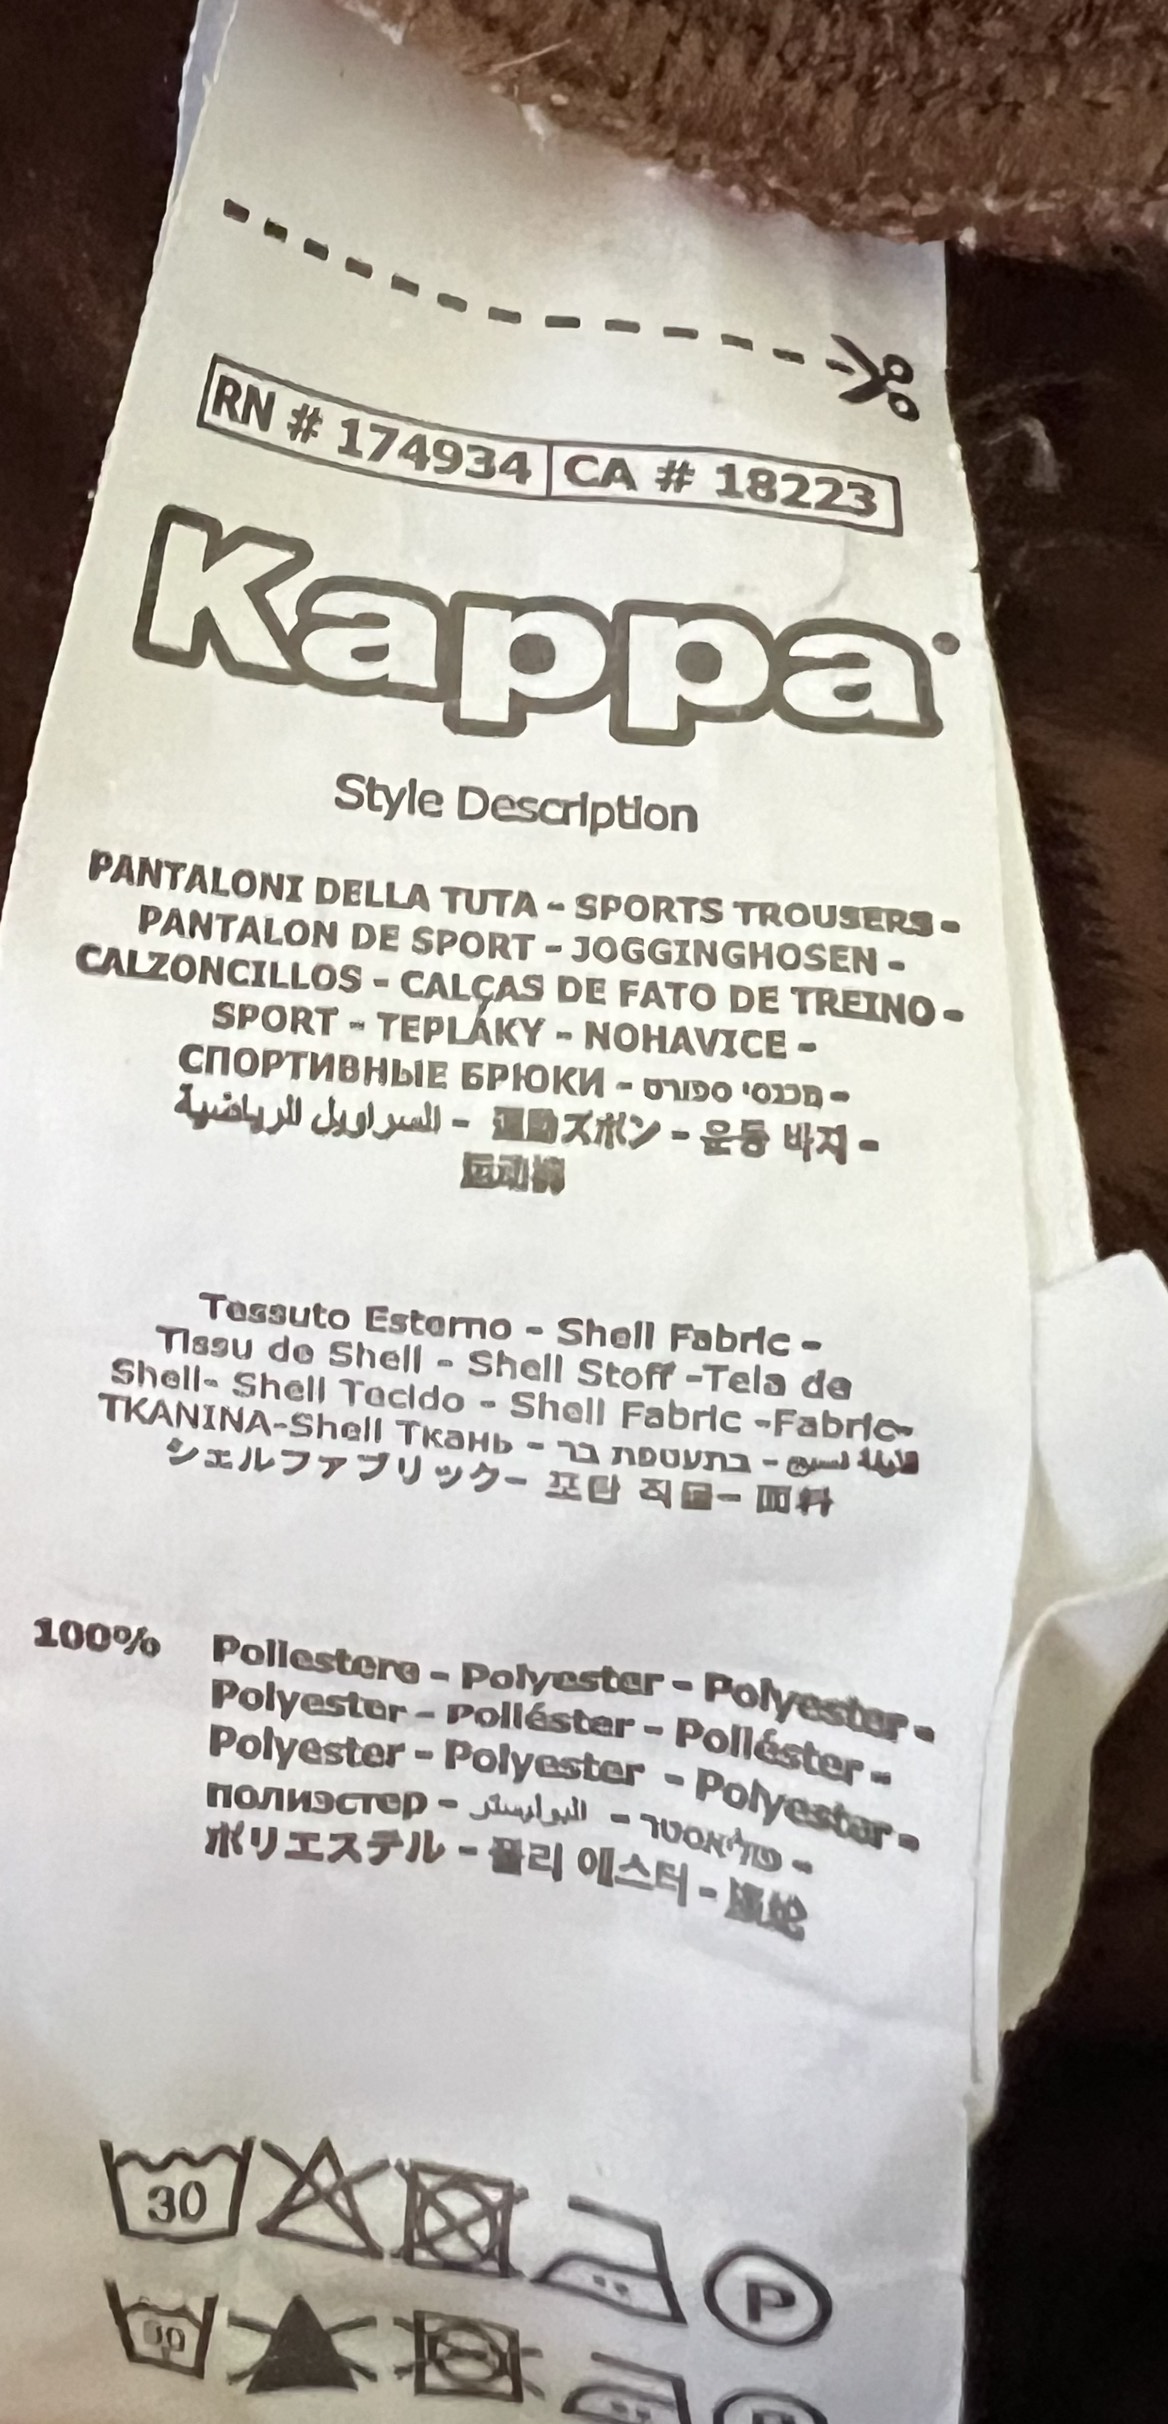 RN # 174934 CA # 18223
Kappa
Style Description
PANTALONI DELLA TUTA - SPORTS TROUSERS -
PANTALON DE SPORT - JOGGINGHOSEN -
CALZONCILLOS - CALÇAS DE FATO DE TREINO -
SPORT - TEPLÁKY - NOHAVICE -
СПОРТИВНЫЕ БРЮКИ - מכנסי ספורט -
السراويل الرياضية - 運動ズボン - 운동 바지 -
Tessuto Esterno - Shell Fabric -
Tissu de Shell - Shell Stoff -Tela de
Shell- Shell Tecido - Shell Fabric -Fabric-
TKANINA-Shell Ткань -
シェルファブリック- 포탄 직물- 面料
100% Poliestere - Polyester - Polyester -
Polyester - Poliéster - Poliéster -
Polyester - Polyester - Polyester -
полиэстер - البوليستر - פוליאסטר -
ポリエステル - 폴리 에스터 -
30
P
30